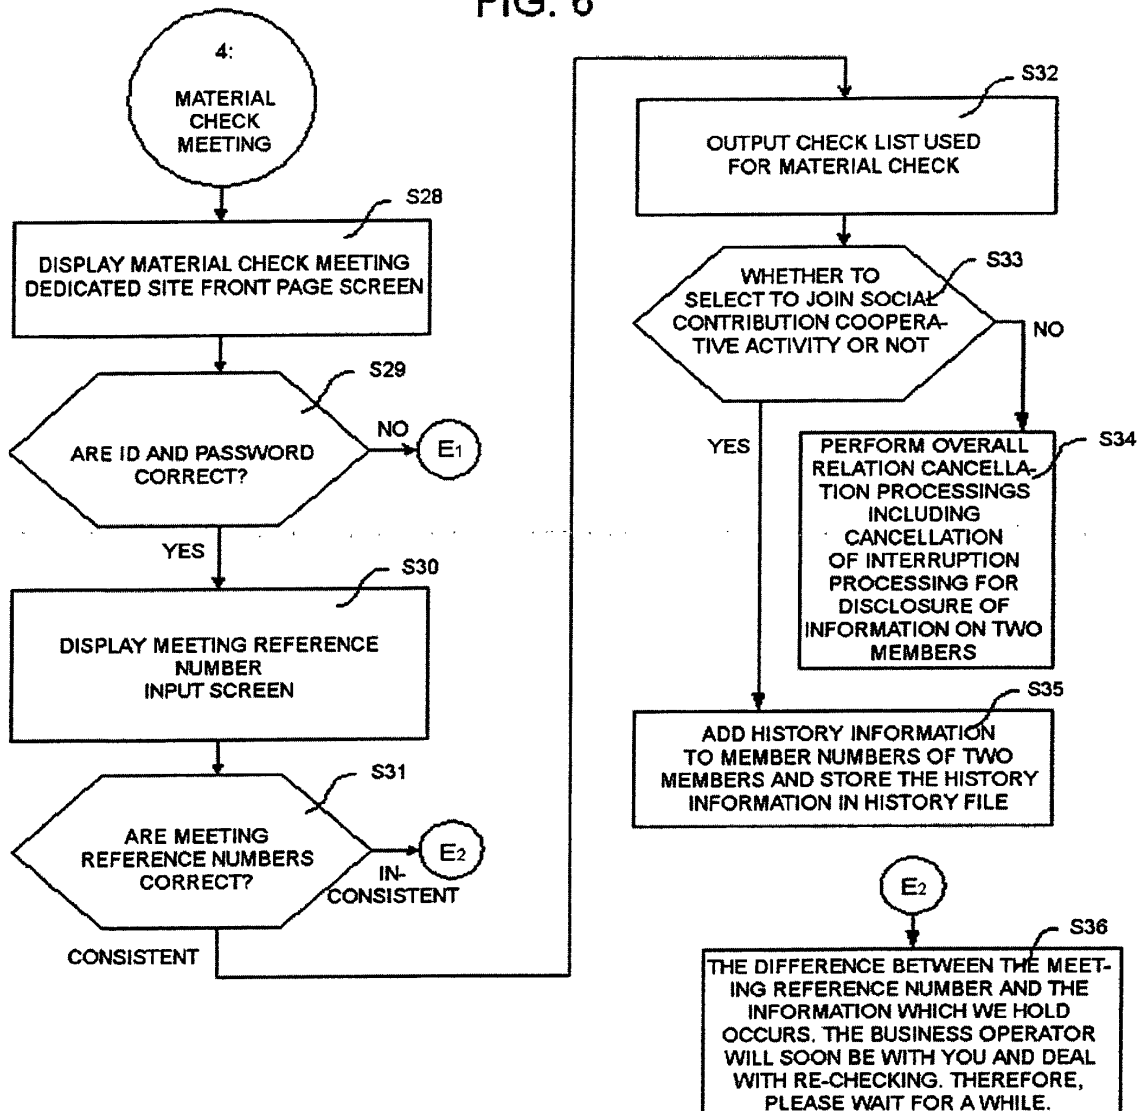 FIG. 6
4:
MATERIAL
CHECK
MEETING
S28
DISPLAY MATERIAL CHECK MEETING
DEDICATED SITE FRONT PAGE SCREEN
S29
ARE ID AND PASSWORD
CORRECT?
NO
E1
YES
S30
DISPLAY MEETING REFERENCE
NUMBER
INPUT SCREEN
S31
ARE MEETING
REFERENCE NUMBERS
CORRECT?
E2
IN-
CONSISTENT
CONSISTENT
S32
OUTPUT CHECK LIST USED
FOR MATERIAL CHECK
S33
WHETHER TO
SELECT TO JOIN SOCIAL
CONTRIBUTION COOPERA-
TIVE ACTIVITY OR NOT
NO
YES
S34
PERFORM OVERALL
RELATION CANCELLA-
TION PROCESSINGS
INCLUDING
CANCELLATION
OF INTERRUPTION
PROCESSING FOR
DISCLOSURE OF
INFORMATION ON TWO
MEMBERS
S35
ADD HISTORY INFORMATION
TO MEMBER NUMBERS OF TWO
MEMBERS AND STORE THE HISTORY
INFORMATION IN HISTORY FILE
E2
S36
THE DIFFERENCE BETWEEN THE MEET-
ING REFERENCE NUMBER AND THE
INFORMATION WHICH WE HOLD
OCCURS. THE BUSINESS OPERATOR
WILL SOON BE WITH YOU AND DEAL
WITH RE-CHECKING. THEREFORE,
PLEASE WAIT FOR A WHILE.